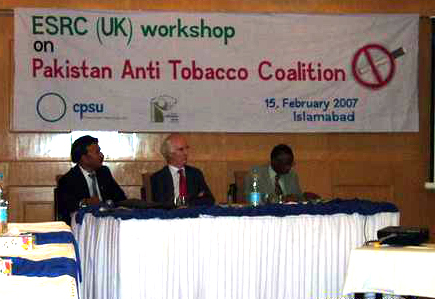 ESRC (UK) workshop
on
Pakistan Anti Tobacco Coalition
cpsu
15, February 2007
Islamabad